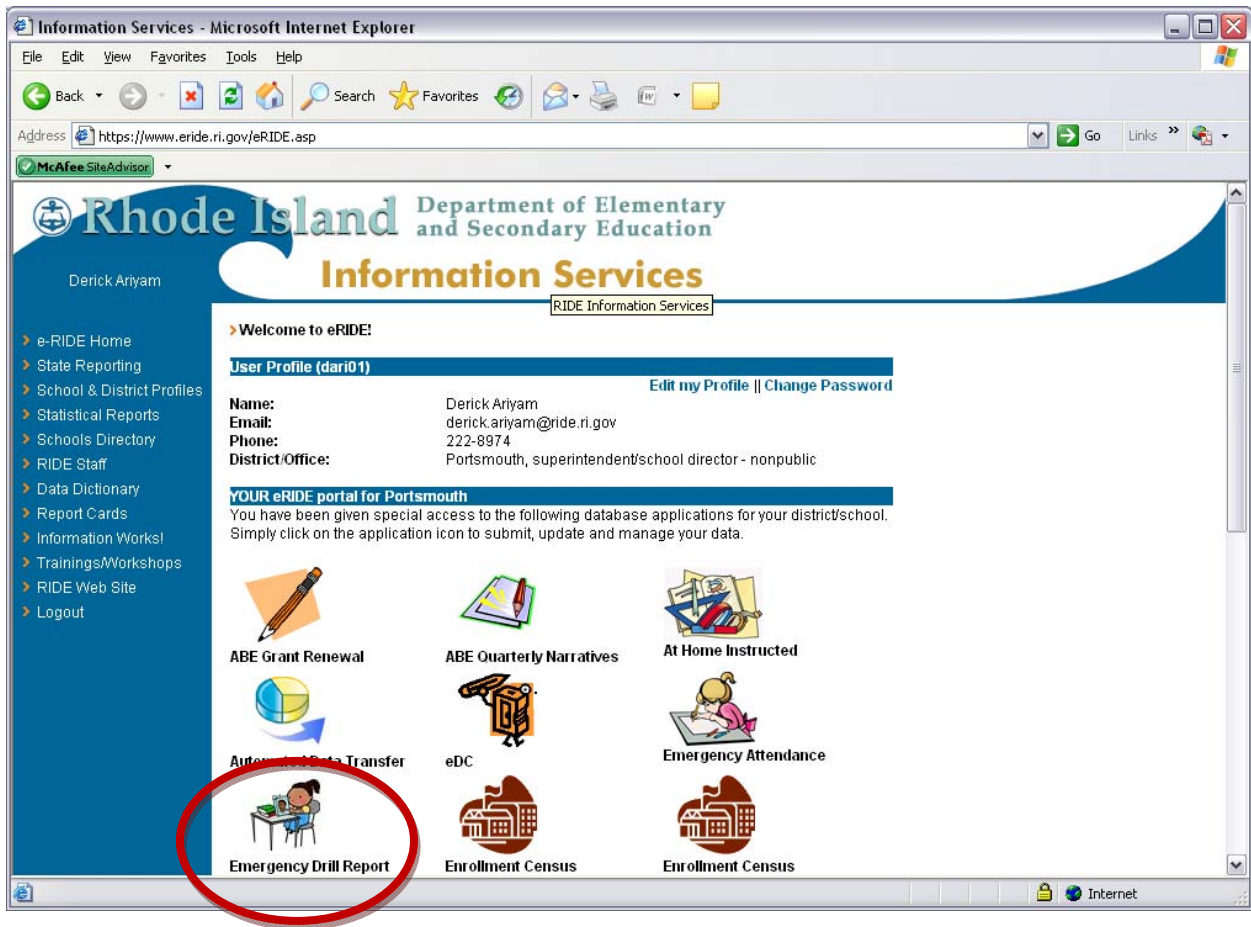 Information Services - Microsoft Internet Explorer
File Edit View Favorites Tools Help
Back Search Favorites
Address https://www.eride.ri.gov/eRIDE.asp Go Links »
McAfee SiteAdvisor
Rhode Island Department of Elementary
and Secondary Education
Information Services
Derick Ariyam
RIDE Information Services
e-RIDE Home
State Reporting
School & District Profiles
Statistical Reports
Schools Directory
RIDE Staff
Data Dictionary
Report Cards
Information Works!
Trainings/Workshops
RIDE Web Site
Logout
Welcome to eRIDE!
User Profile (dari01)
Edit my Profile || Change Password
Name: Derick Ariyam
Email: derick.ariyam@ride.ri.gov
Phone: 222-8974
District/Office: Portsmouth, superintendent/school director - nonpublic
YOUR eRIDE portal for Portsmouth
You have been given special access to the following database applications for your district/school.
Simply click on the application icon to submit, update and manage your data.
ABE Grant Renewal ABE Quarterly Narratives At Home Instructed
Automated Data Transfer eDC Emergency Attendance
Emergency Drill Report Enrollment Census Enrollment Census
Internet